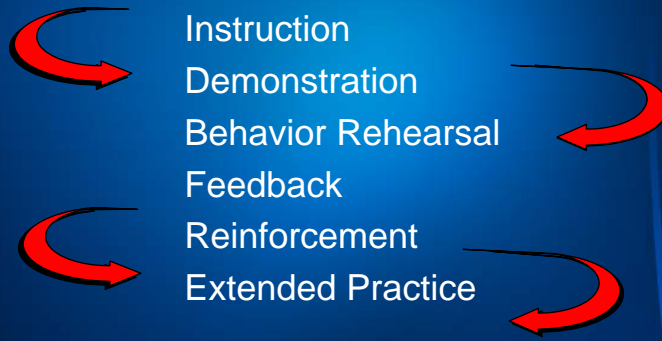 Instruction
Demonstration
Behavior Rehearsal
Feedback
Reinforcement
Extended Practice